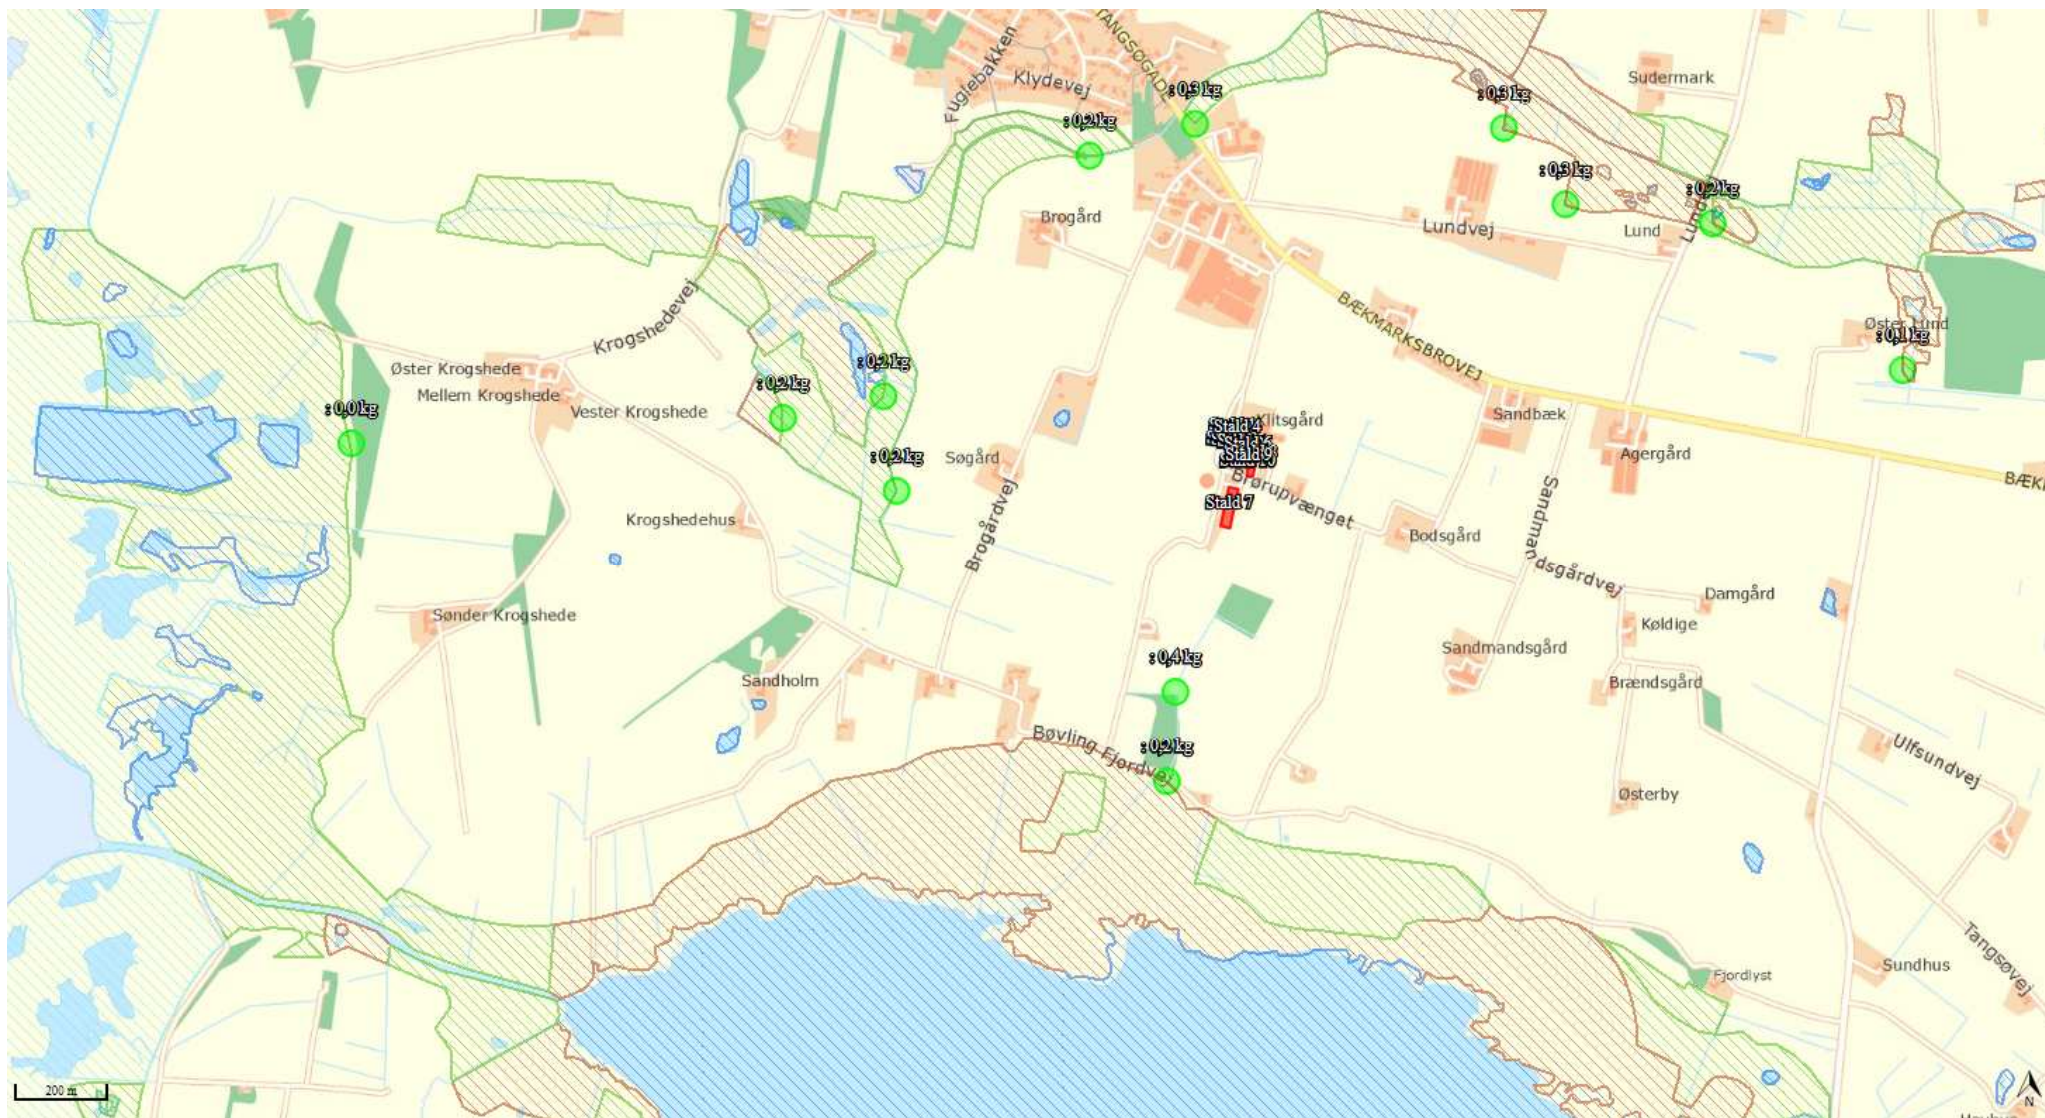 TANGSØGADE
Fuglebakken
Klydevej
Sudermark
: 0,3 kg
: 0,3 kg
: 0,2 kg
: 0,3 kg
: 0,2 kg
Brogård
Lundvej
Lund
Krogshedevej
BÆKMARKSBROVEJ
Øster Lund
: 0,1 kg
Øster Krogshede
: 0,2 kg
: 0,2 kg
Mellem Krogshede
: 0,0 kg
Vester Krogshede
Sandbæk
Klitsgård
Stald 4
Stald 9
Agergård
: 0,2 kg
Søgård
Brørupvænget
Stald 7
Krogshedehus
Brogårdvej
Bodsgård
Sandmandsgårdvej
Damgård
Sønder Krogshede
Køldige
Sandmandsgård
: 0,4 kg
Sandholm
Brændsgård
Bøvling Fjordvej
: 0,2 kg
Ulfsundvej
Østerby
Tangsøvej
Sundhus
Fjordlyst
200 m
N